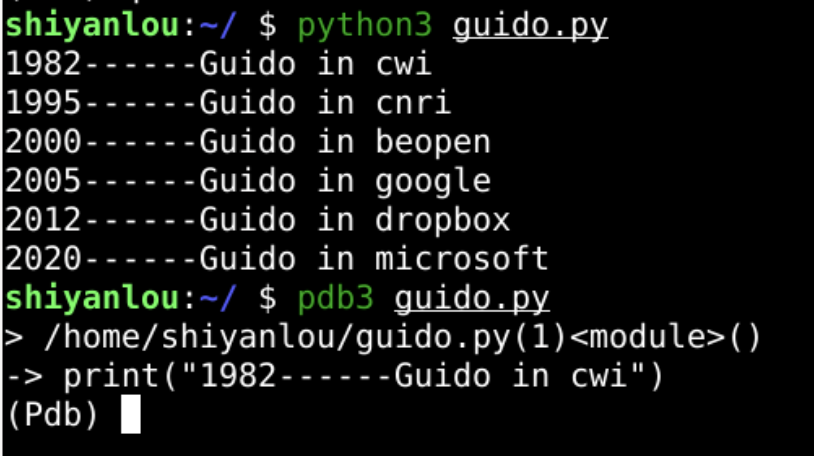 shiyanlou:~/ $ python3 guido.py
1982------Guido in cwi
1995------Guido in cnri
2000------Guido in beopen
2005------Guido in google
2012------Guido in dropbox
2020------Guido in microsoft
shiyanlou:~/ $ pdb3 guido.py
> /home/shiyanlou/guido.py(1)<module>()
-> print("1982------Guido in cwi")
(Pdb)